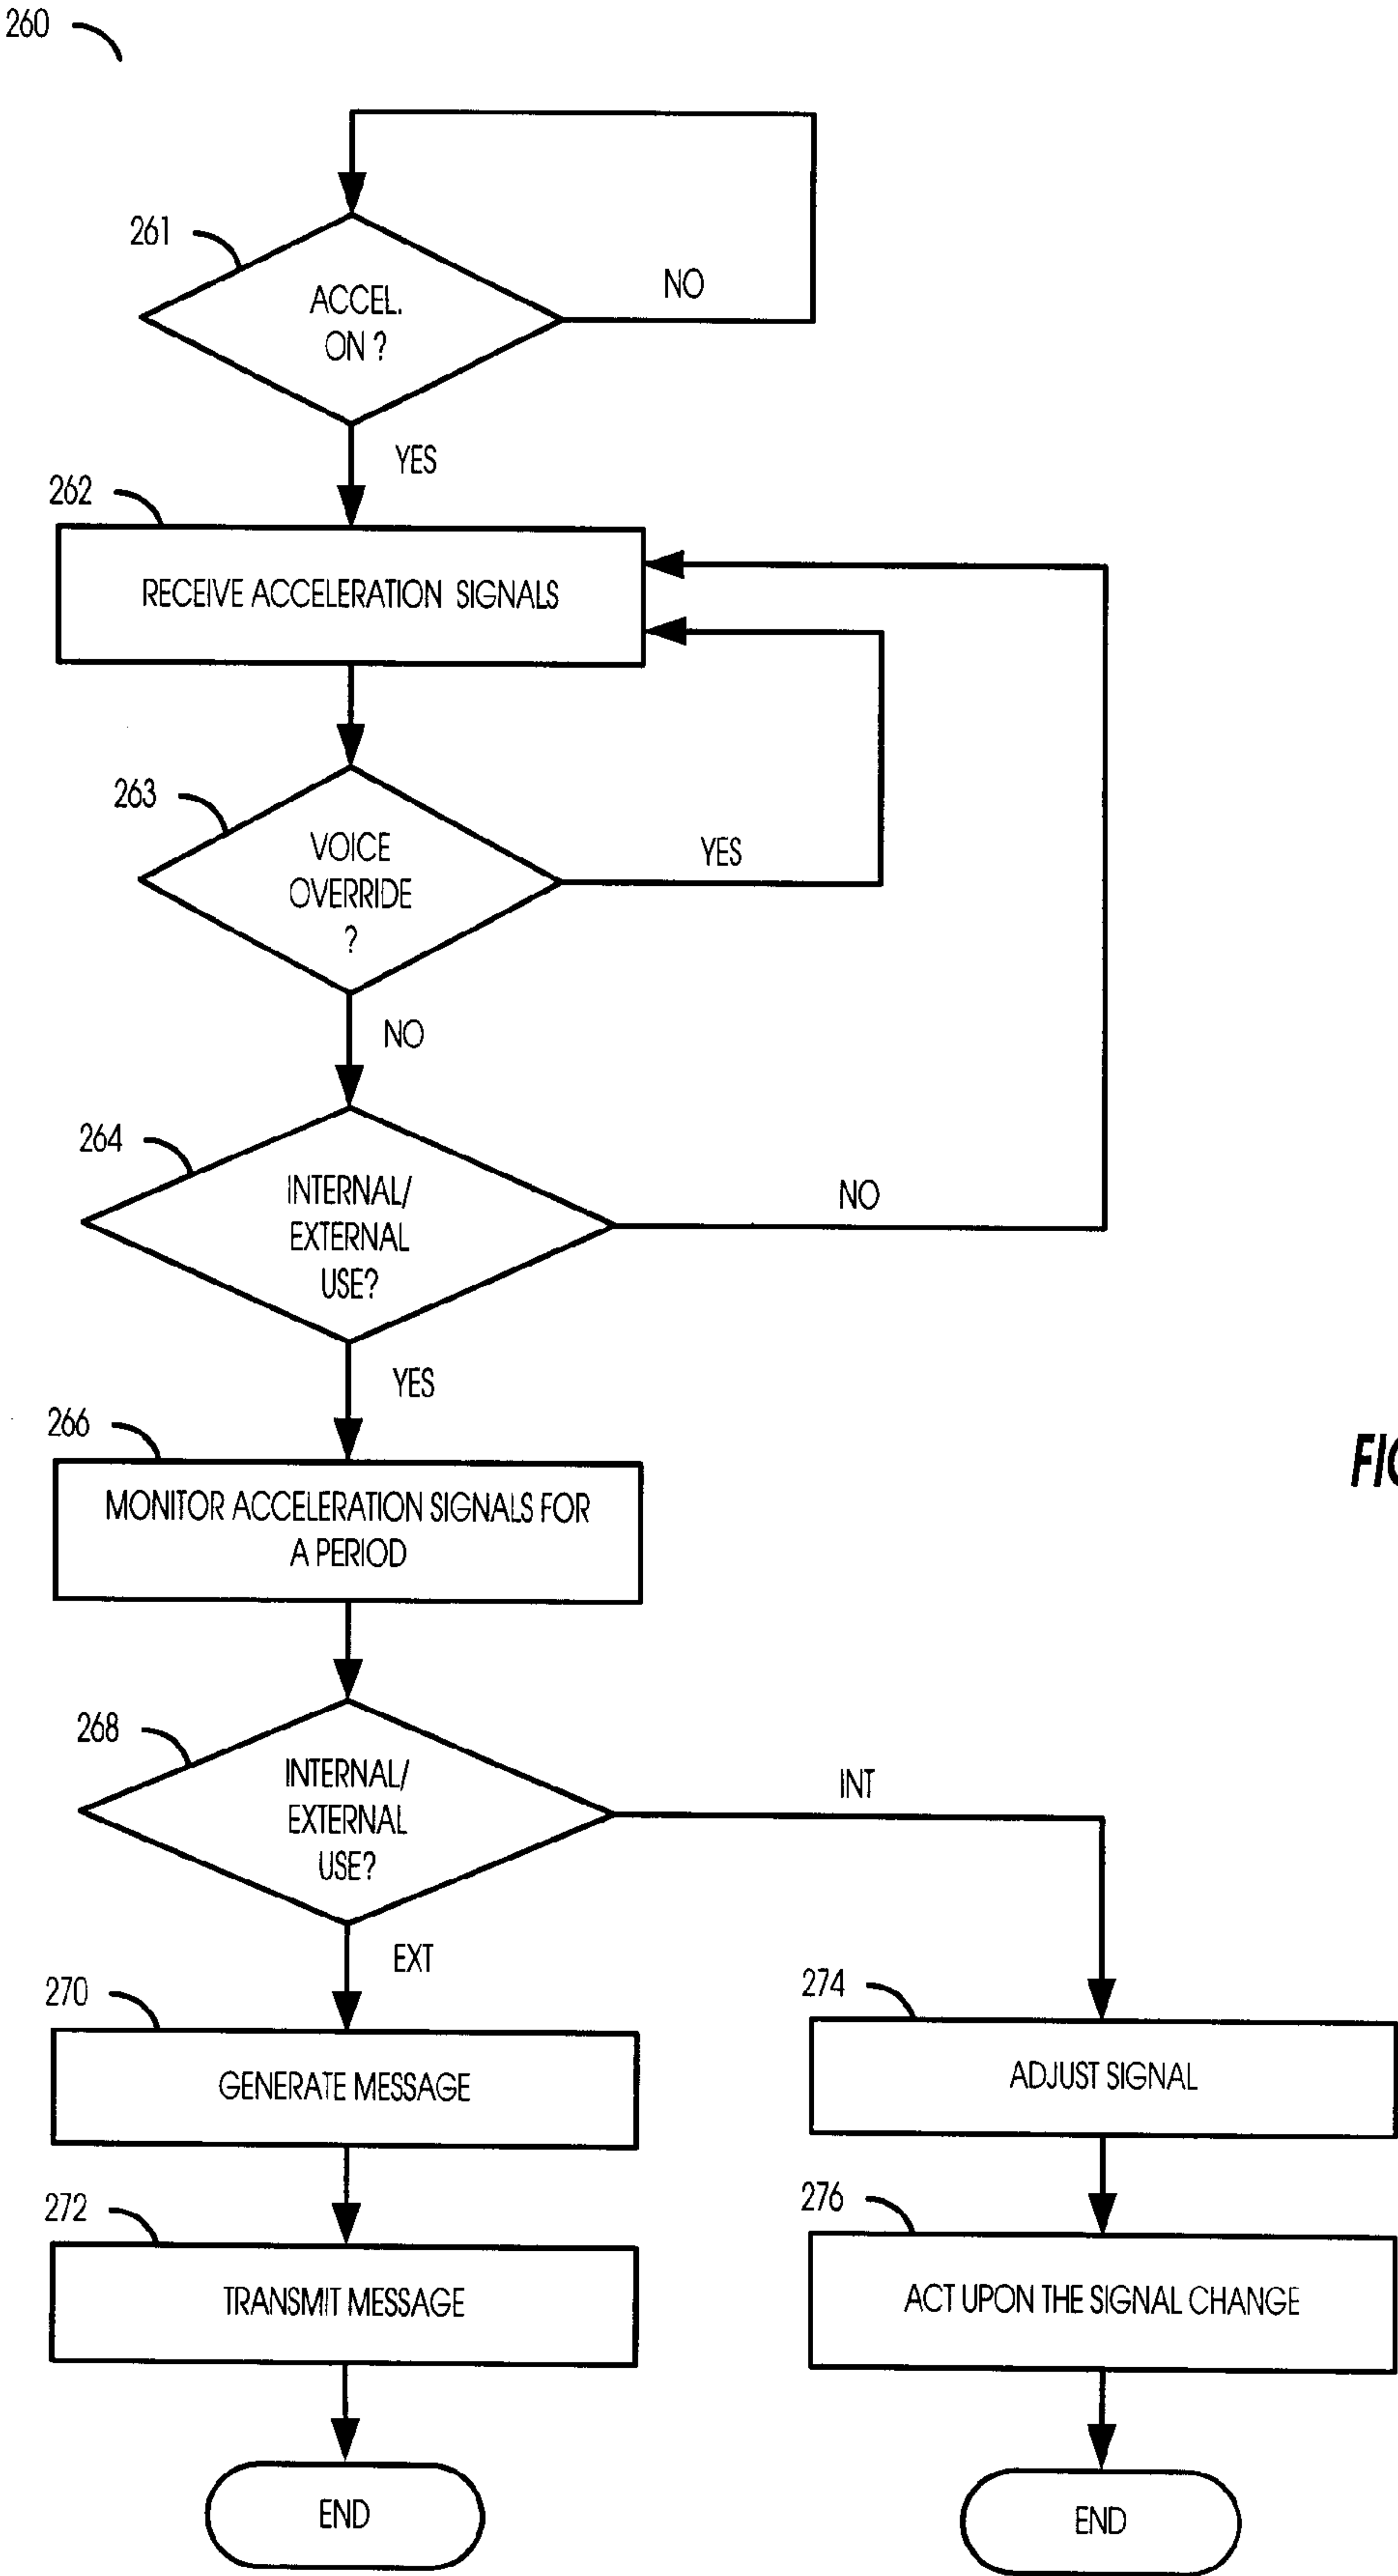 260
261
ACCEL.
ON ?
NO
YES
262
RECEIVE ACCELERATION SIGNALS
263
VOICE
OVERRIDE
?
YES
NO
264
INTERNAL/
EXTERNAL
USE?
NO
YES
266
MONITOR ACCELERATION SIGNALS FOR
A PERIOD
268
INTERNAL/
EXTERNAL
USE?
INT
EXT
270
GENERATE MESSAGE
274
ADJUST SIGNAL
272
TRANSMIT MESSAGE
276
ACT UPON THE SIGNAL CHANGE
END
END